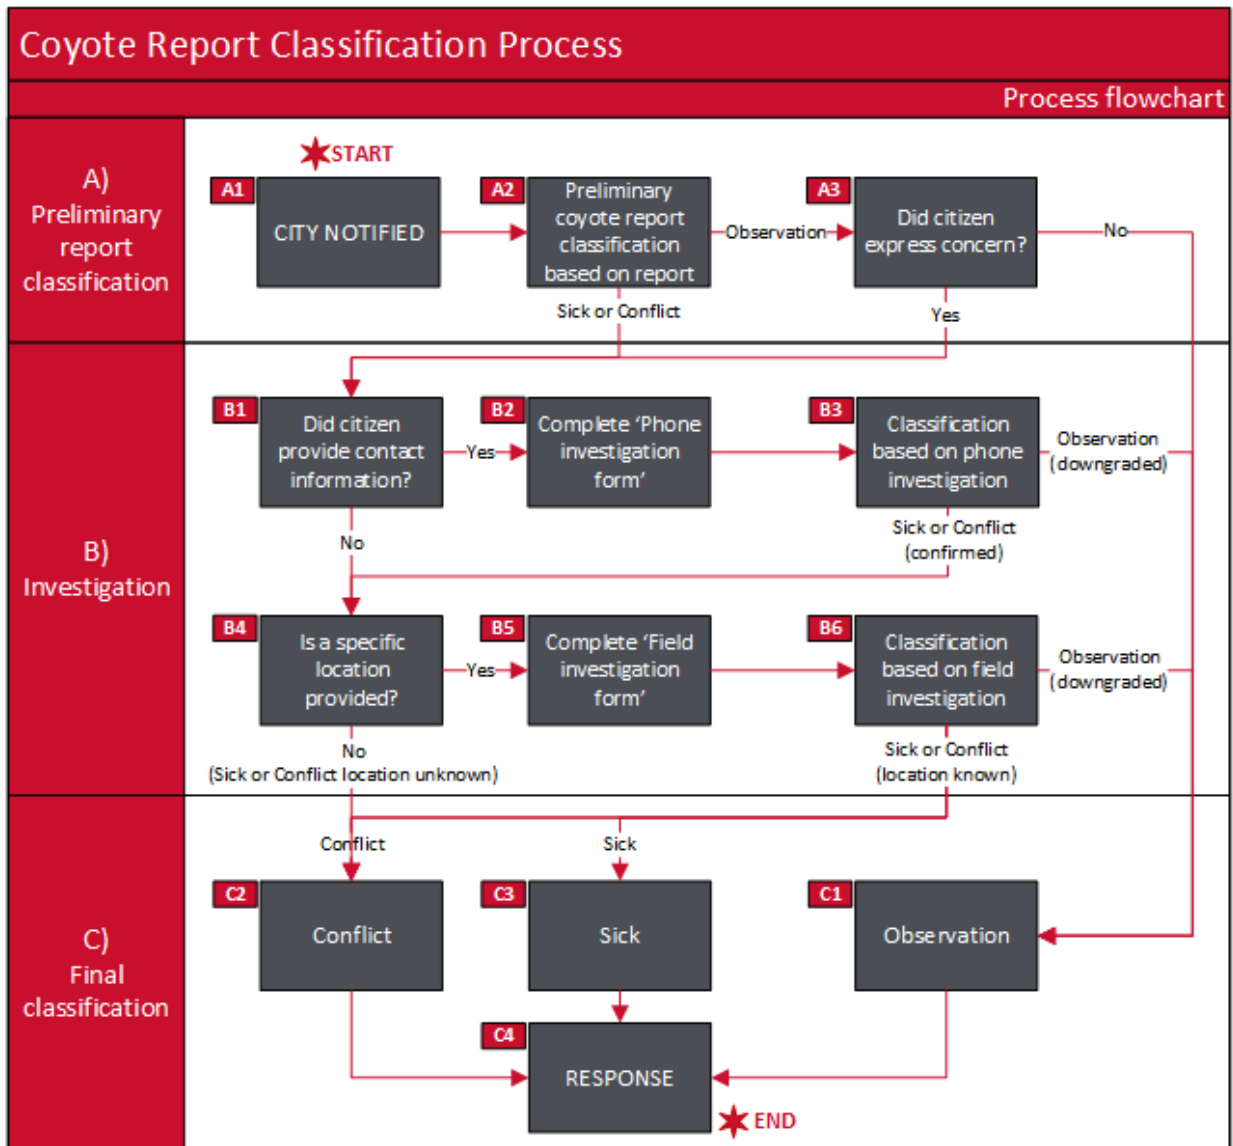 Coyote Report Classification Process
Process flowchart
A)
Preliminary
report
classification
START
A1
CITY NOTIFIED
A2
Preliminary
coyote report
classification
based on report
Observation
A3
Did citizen
express concern?
No
Sick or Conflict
Yes
B)
Investigation
B1
Did citizen
provide contact
information?
Yes
B2
Complete ‘Phone
investigation
form’
B3
Classification
based on phone
investigation
Observation
(downgraded)
No
Sick or Conflict
(confirmed)
B4
Is a specific
location
provided?
Yes
B5
Complete ‘Field
investigation
form’
B6
Classification
based on field
investigation
Observation
(downgraded)
No
(Sick or Conflict location unknown)
Sick or Conflict
(location known)
C)
Final
classification
Conflict
Sick
C2
Conflict
C3
Sick
C1
Observation
C4
RESPONSE
END